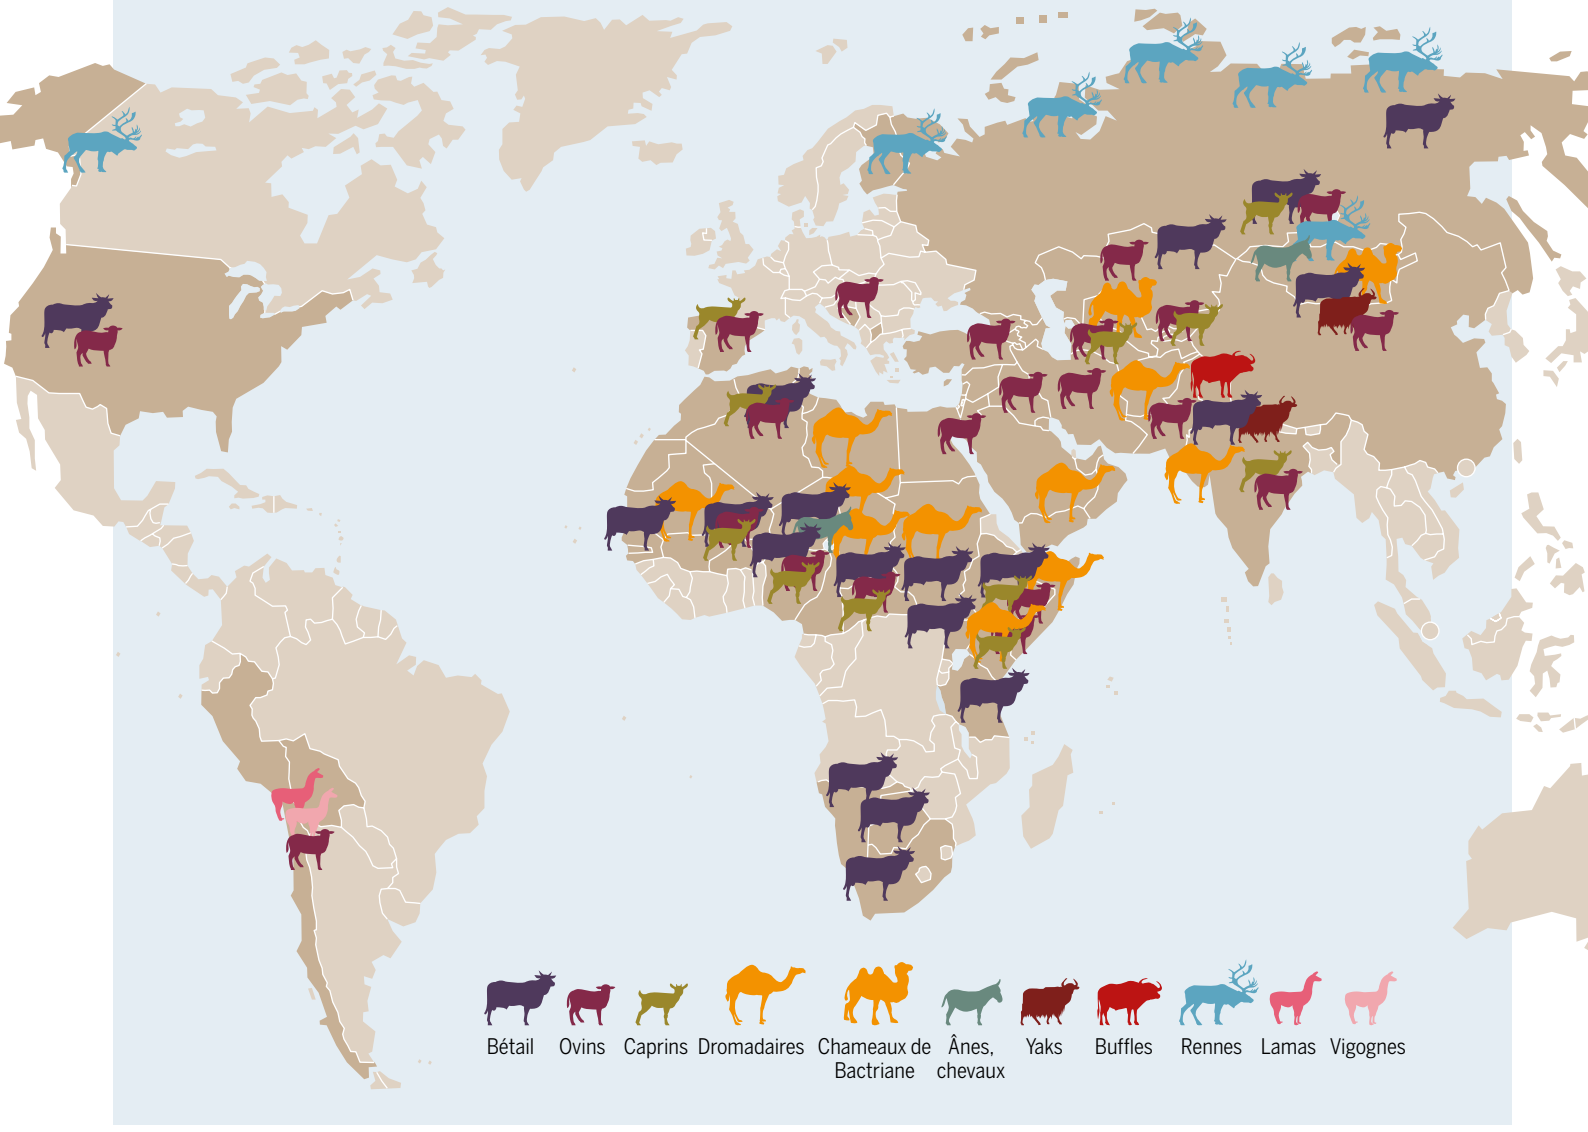 Bétail
Ovins
Caprins
Dromadaires
Chameaux de
Bactriane
Ânes,
chevaux
Yaks
Buffles
Rennes
Lamas
Vigognes